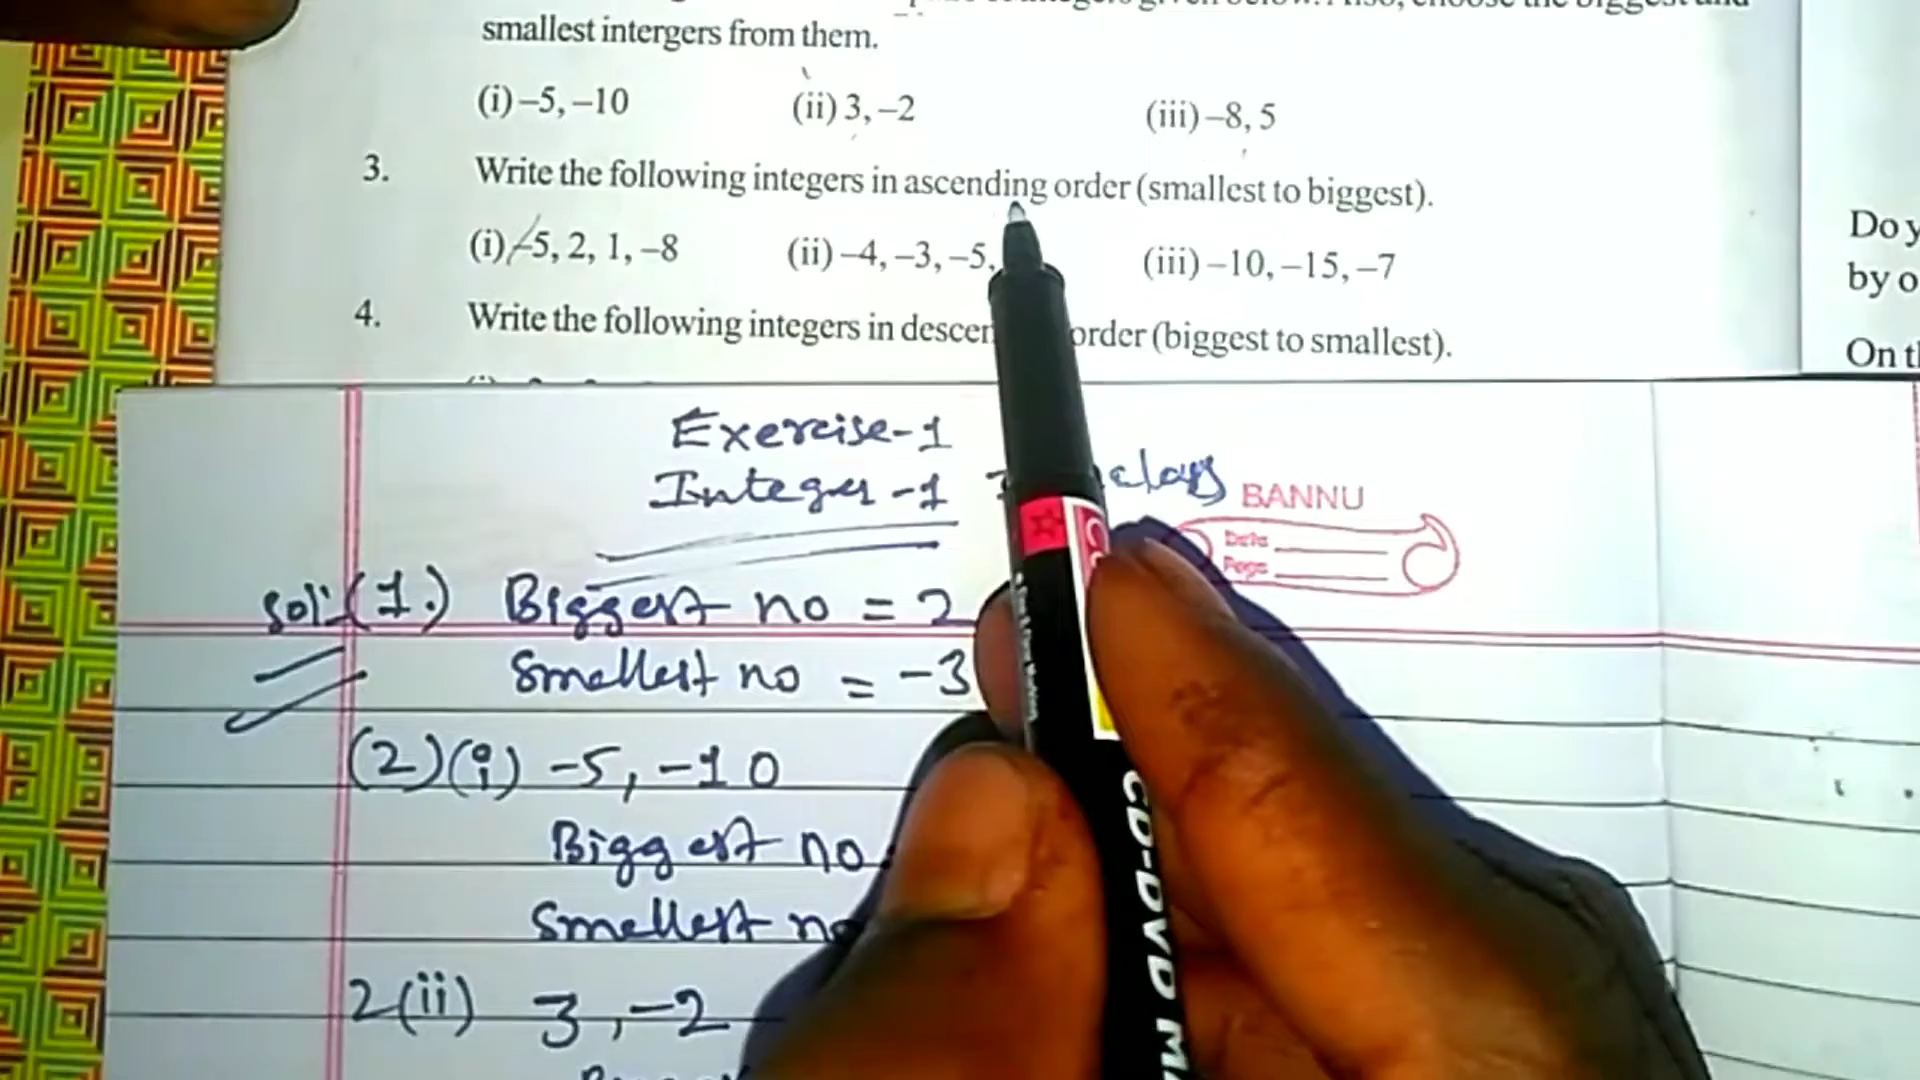 smallest intergers from them.
(i) –5, –10 (ii) 3, –2 (iii) –8, 5
3. Write the following integers in ascending order (smallest to biggest).
(i) –5, 2, 1, –8 (ii) –4, –3, –5, (iii) –10, –15, –7
4. Write the following integers in order (biggest to smallest).
Do y
by o
On t
Exercise-1
Integer-1 class
BANNU
Date
Page
Sol:(1.) Biggest no = 2
Smallest no = -3
(2)(i) -5, -10
Biggest no
Smallest no
2(ii) 3, -2
CD-DVD